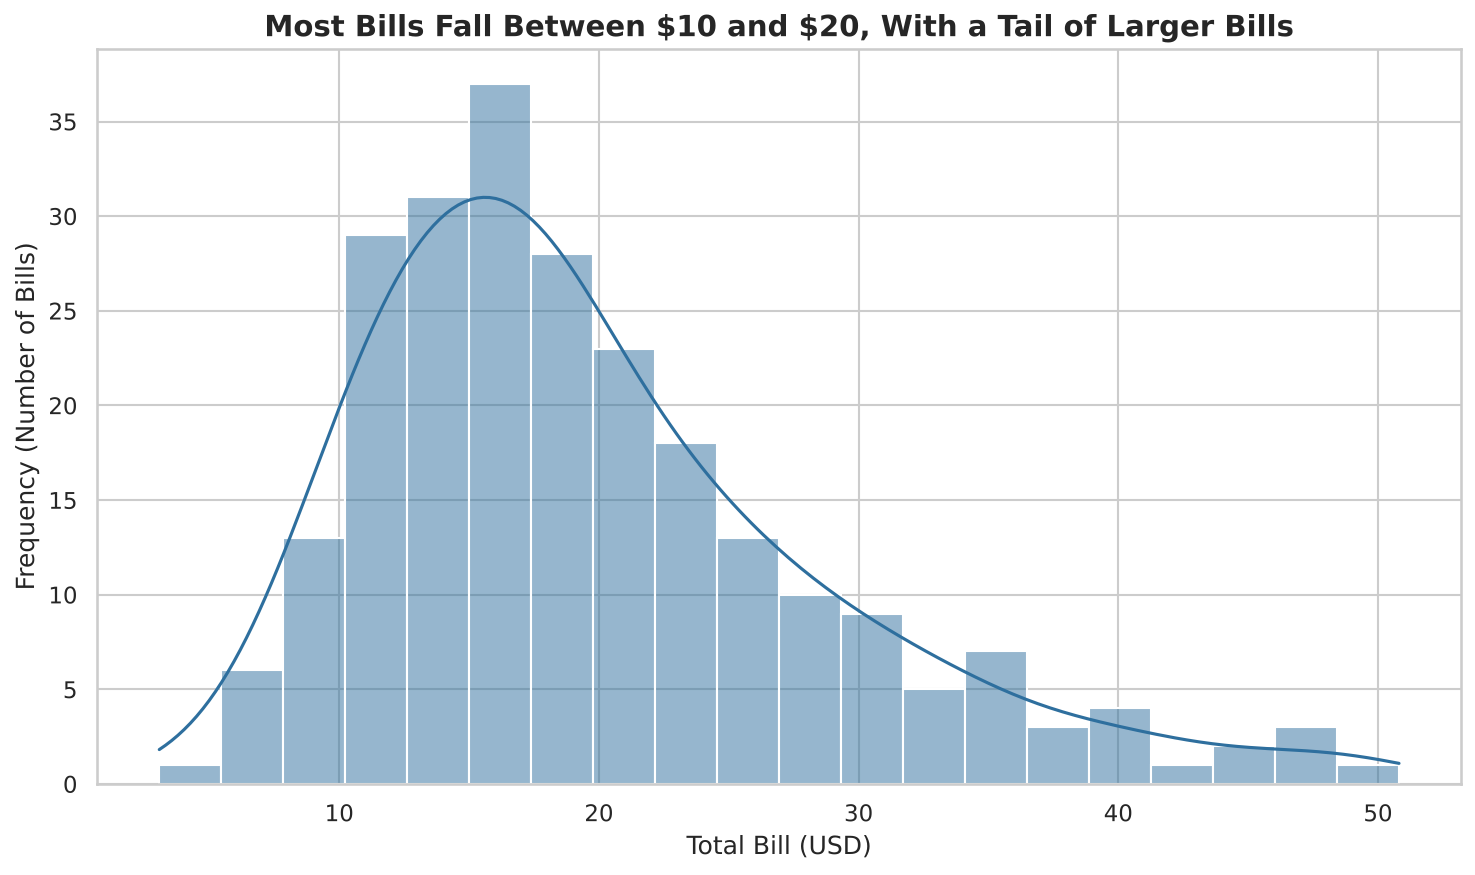 Most Bills Fall Between $10 and $20, With a Tail of Larger Bills
Frequency (Number of Bills)
35
30
25
20
15
10
5
0
10 20 30 40 50
Total Bill (USD)